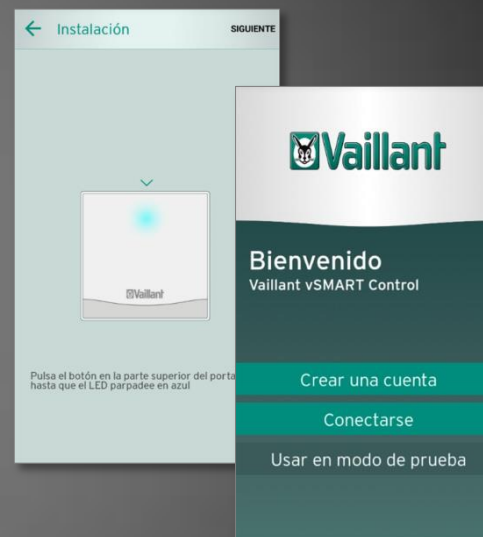 Instalación
SIGUIENTE
Vaillant
Pulsa el botón en la parte superior del porta
hasta que el LED parpadee en azul
Vaillant
Bienvenido
Vaillant vSMART Control
Crear una cuenta
Conectarse
Usar en modo de prueba